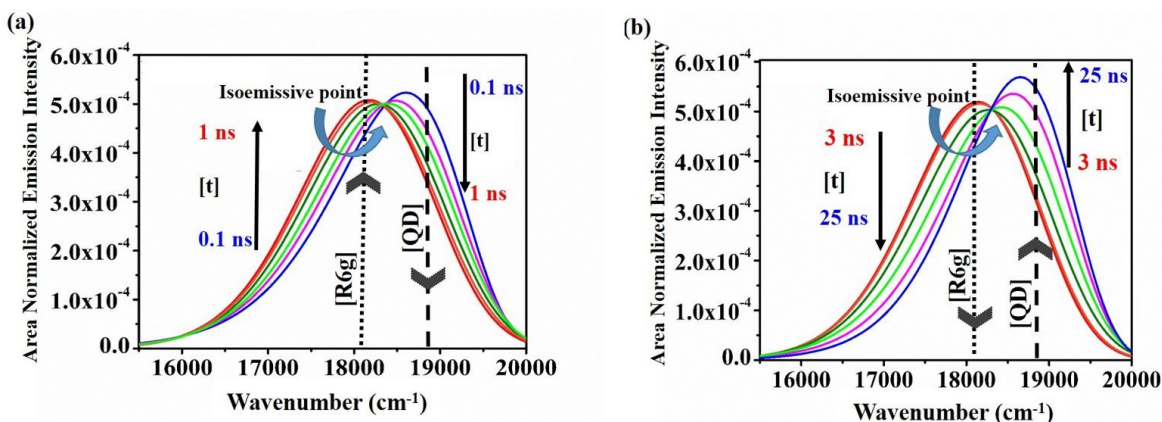 (a)
Area Normalized Emission Intensity
6.0x10-4
5.0x10-4
4.0x10-4
3.0x10-4
2.0x10-4
1.0x10-4
0.0
1 ns
[t]
0.1 ns
Isoemissive point
[R6g]
[QD]
0.1 ns
[t]
1 ns
16000 17000 18000 19000 20000
Wavenumber (cm-1)
(b)
Area Normalized Emission Intensity
6.0x10-4
5.0x10-4
4.0x10-4
3.0x10-4
2.0x10-4
1.0x10-4
0.0
3 ns
[t]
25 ns
Isoemissive point
[R6g]
[QD]
25 ns
[t]
3 ns
16000 17000 18000 19000 20000
Wavenumber (cm-1)